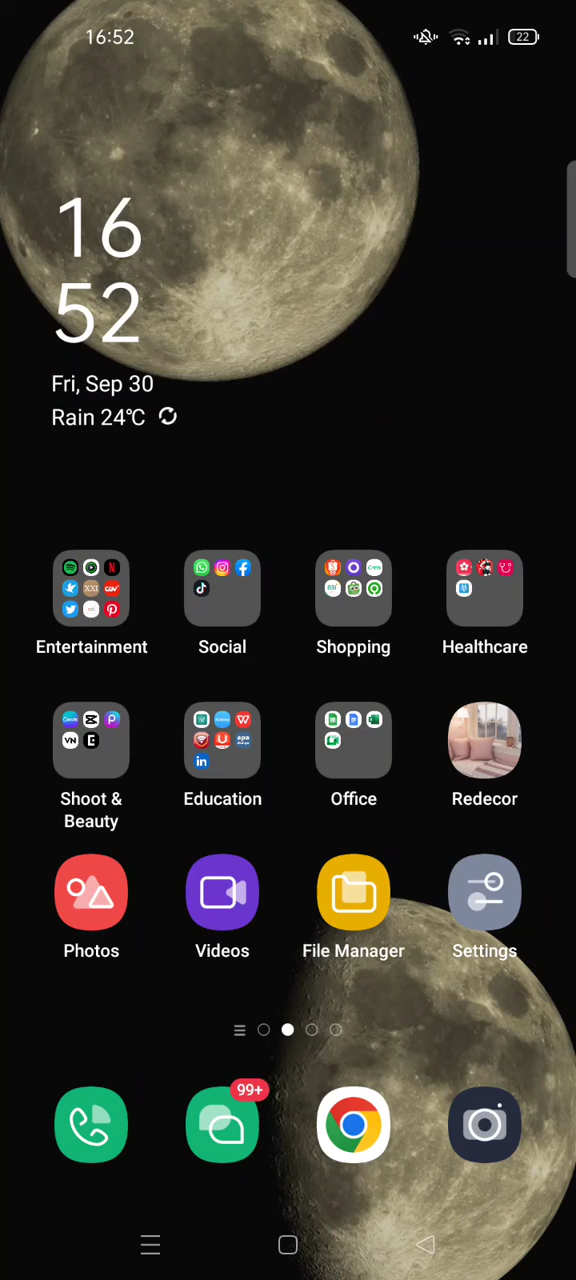 16:52
22
16
52
Fri, Sep 30
Rain 24℃
Entertainment
Social
Shopping
Healthcare
Shoot &
Beauty
Education
Office
Redecor
Photos
Videos
File Manager
Settings
99+